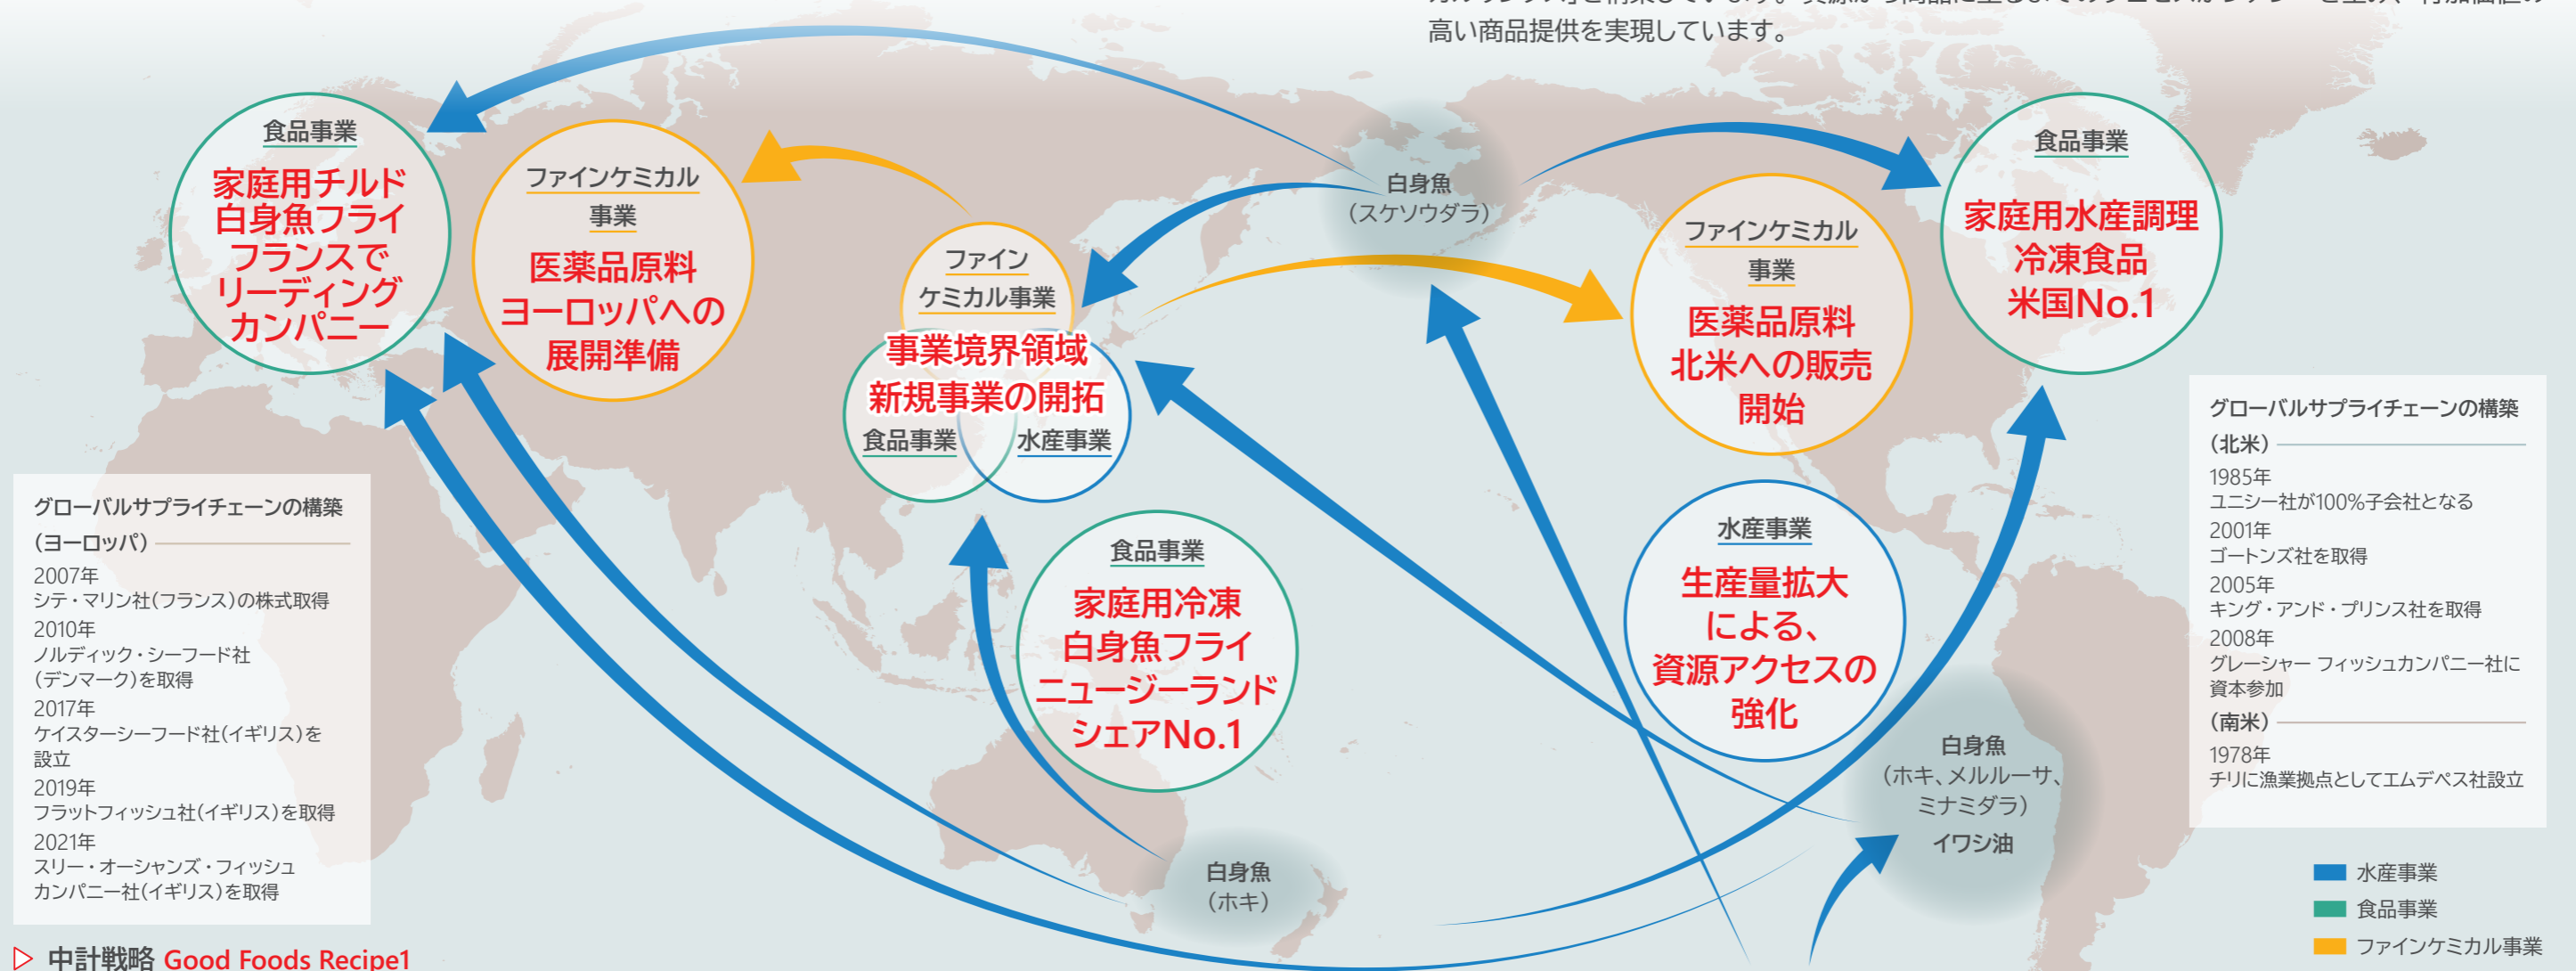 高い商品提供を実現しています。
食品事業
家庭用チルド
白身魚フライ
フランスで
リーディング
カンパニー
ファインケミカル
事業
医薬品原料
ヨーロッパへの
展開準備
ファイン
ケミカル事業
事業境界領域
新規事業の開拓
食品事業
水産事業
白身魚
（スケソウダラ）
ファインケミカル
事業
医薬品原料
北米への販売
開始
食品事業
家庭用水産調理
冷凍食品
米国No.1
食品事業
家庭用冷凍
白身魚フライ
ニュージーランド
シェアNo.1
水産事業
生産量拡大
による、
資源アクセスの
強化
白身魚
（ホキ）
白身魚
（ホキ、メルルーサ、
ミナミダラ）
イワシ油
グローバルサプライチェーンの構築
（ヨーロッパ）
2007年
シテ・マリン社（フランス）の株式取得
2010年
ノルディック・シーフード社
（デンマーク）を取得
2017年
ケイスターシーフード社（イギリス）を
設立
2019年
フラットフィッシュ社（イギリス）を取得
2021年
スリー・オーシャンズ・フィッシュ
カンパニー社（イギリス）を取得
グローバルサプライチェーンの構築
（北米）
1985年
ユニシー社が100%子会社となる
2001年
ゴートンズ社を取得
2005年
キング・アンド・プリンス社を取得
2008年
グレーシャー フィッシュカンパニー社に
資本参加
（南米）
1978年
チリに漁業拠点としてエムデペス社設立
水産事業
食品事業
ファインケミカル事業
中計戦略 Good Foods Recipe1